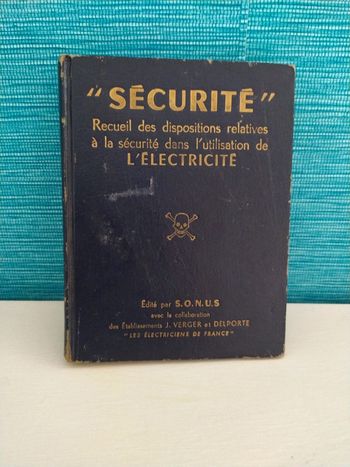 "SÉCURITÉ"
Recueil des dispositions relatives
à la sécurité dans l'utilisation de
L'ÉLECTRICITÉ
Édité par S.O.N.U.S
avec la collaboration
des Établissements J. VERGER et DELPORTE
"LES ÉLECTRICIENS DE FRANCE"